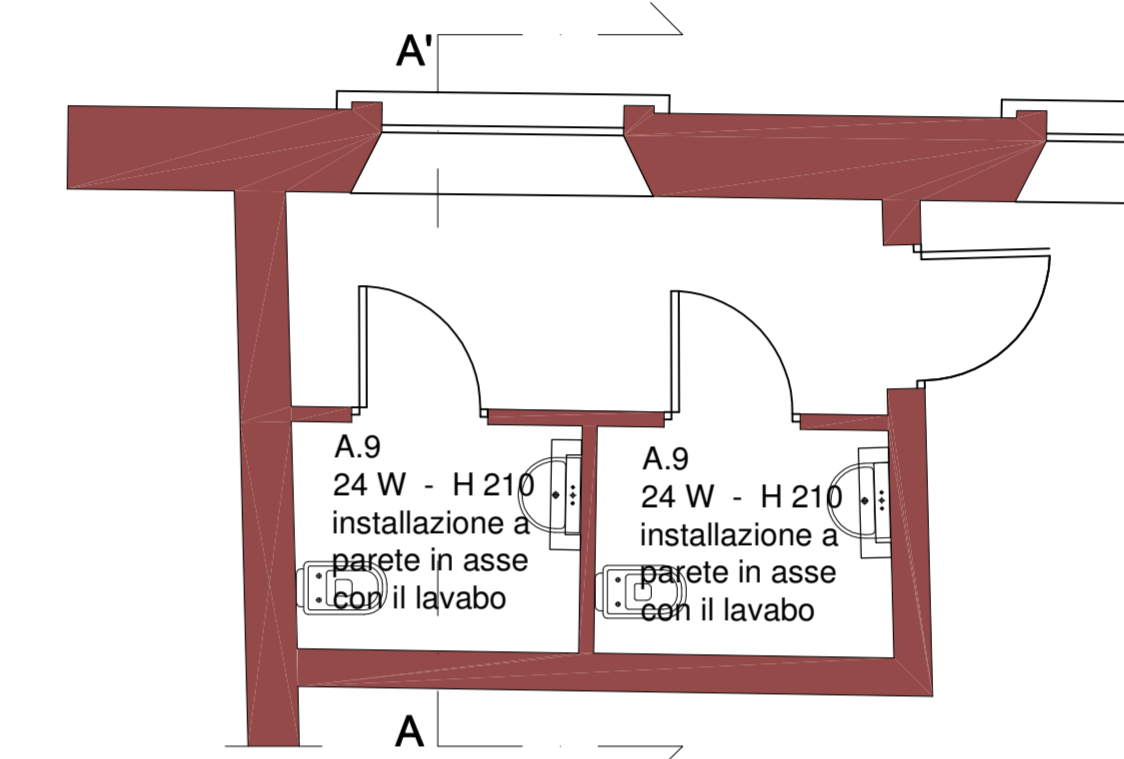 A'
A.9
24 W - H 210
installazione a
parete in asse
con il lavabo
A.9
24 W - H 210
installazione a
parete in asse
con il lavabo
A